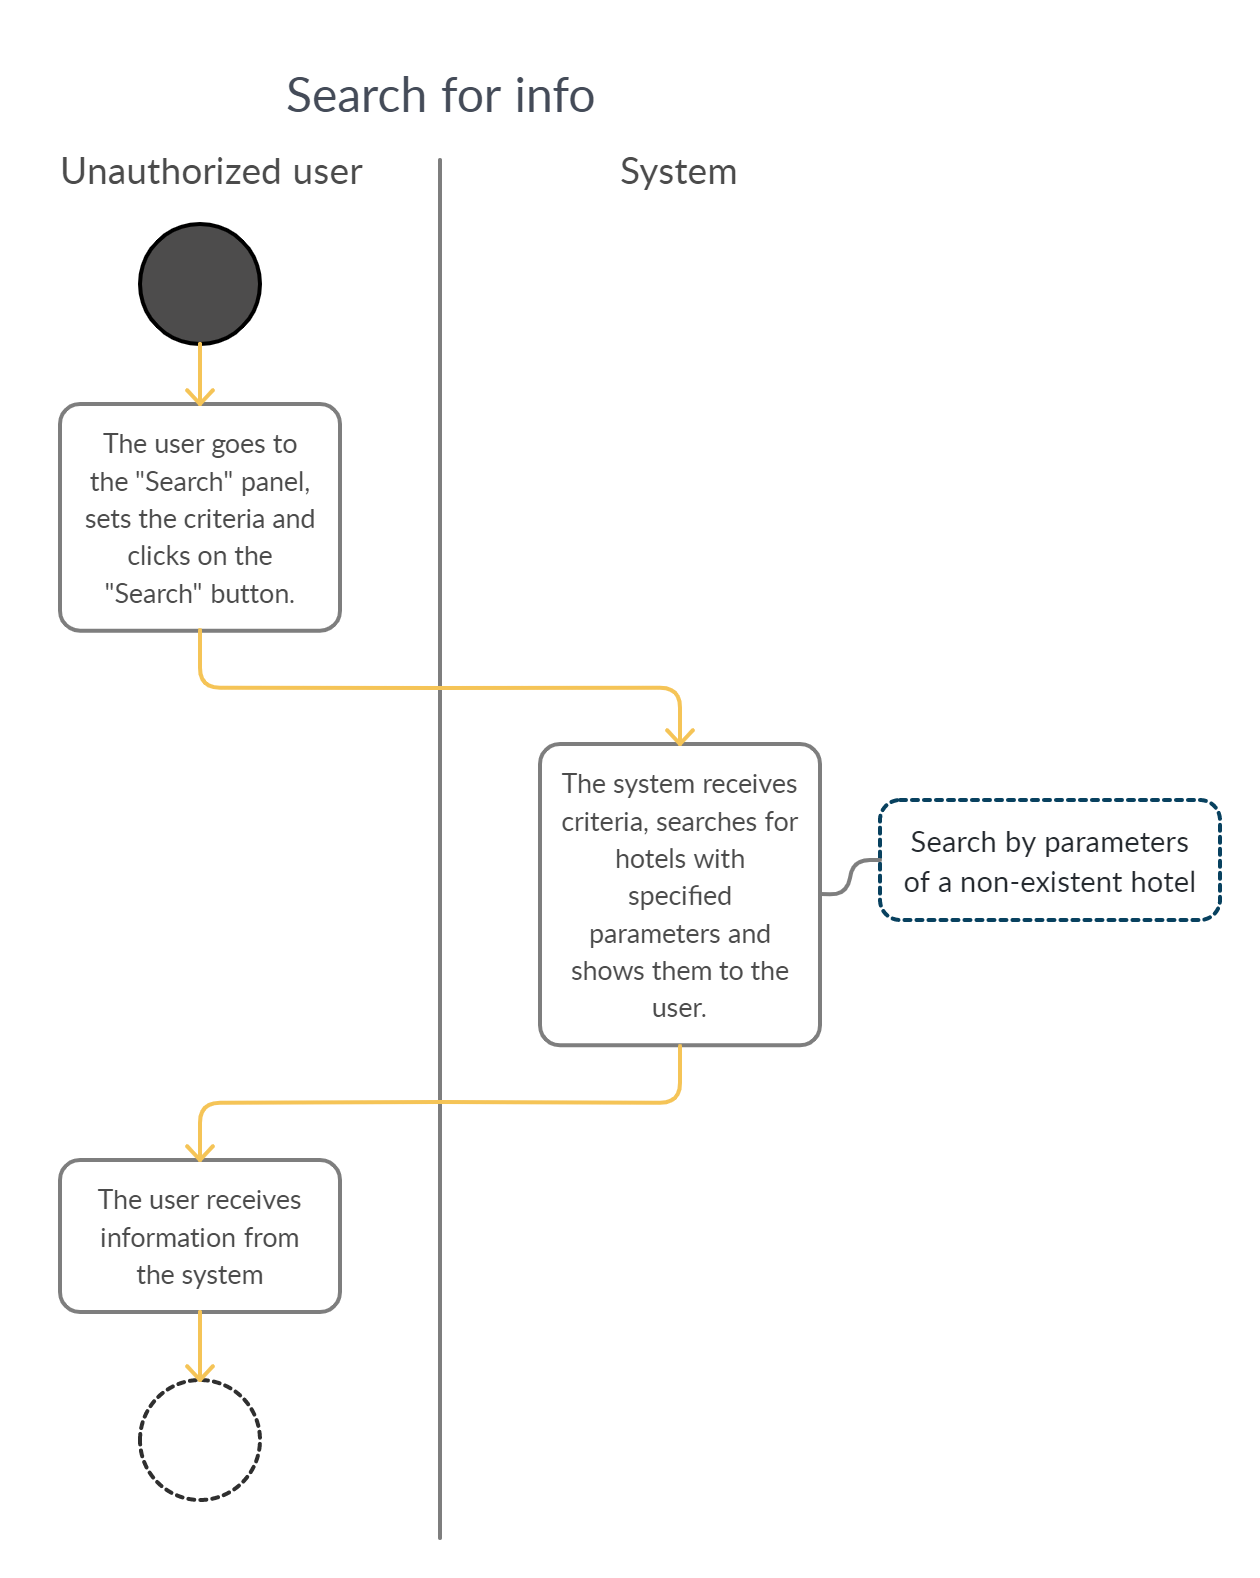 Search for info
Unauthorized user
System
The user goes to
the "Search" panel,
sets the criteria and
clicks on the
"Search" button.
The system receives
criteria, searches for
hotels with
specified
parameters and
shows them to the
user.
Search by parameters
of a non-existent hotel
The user receives
information from
the system